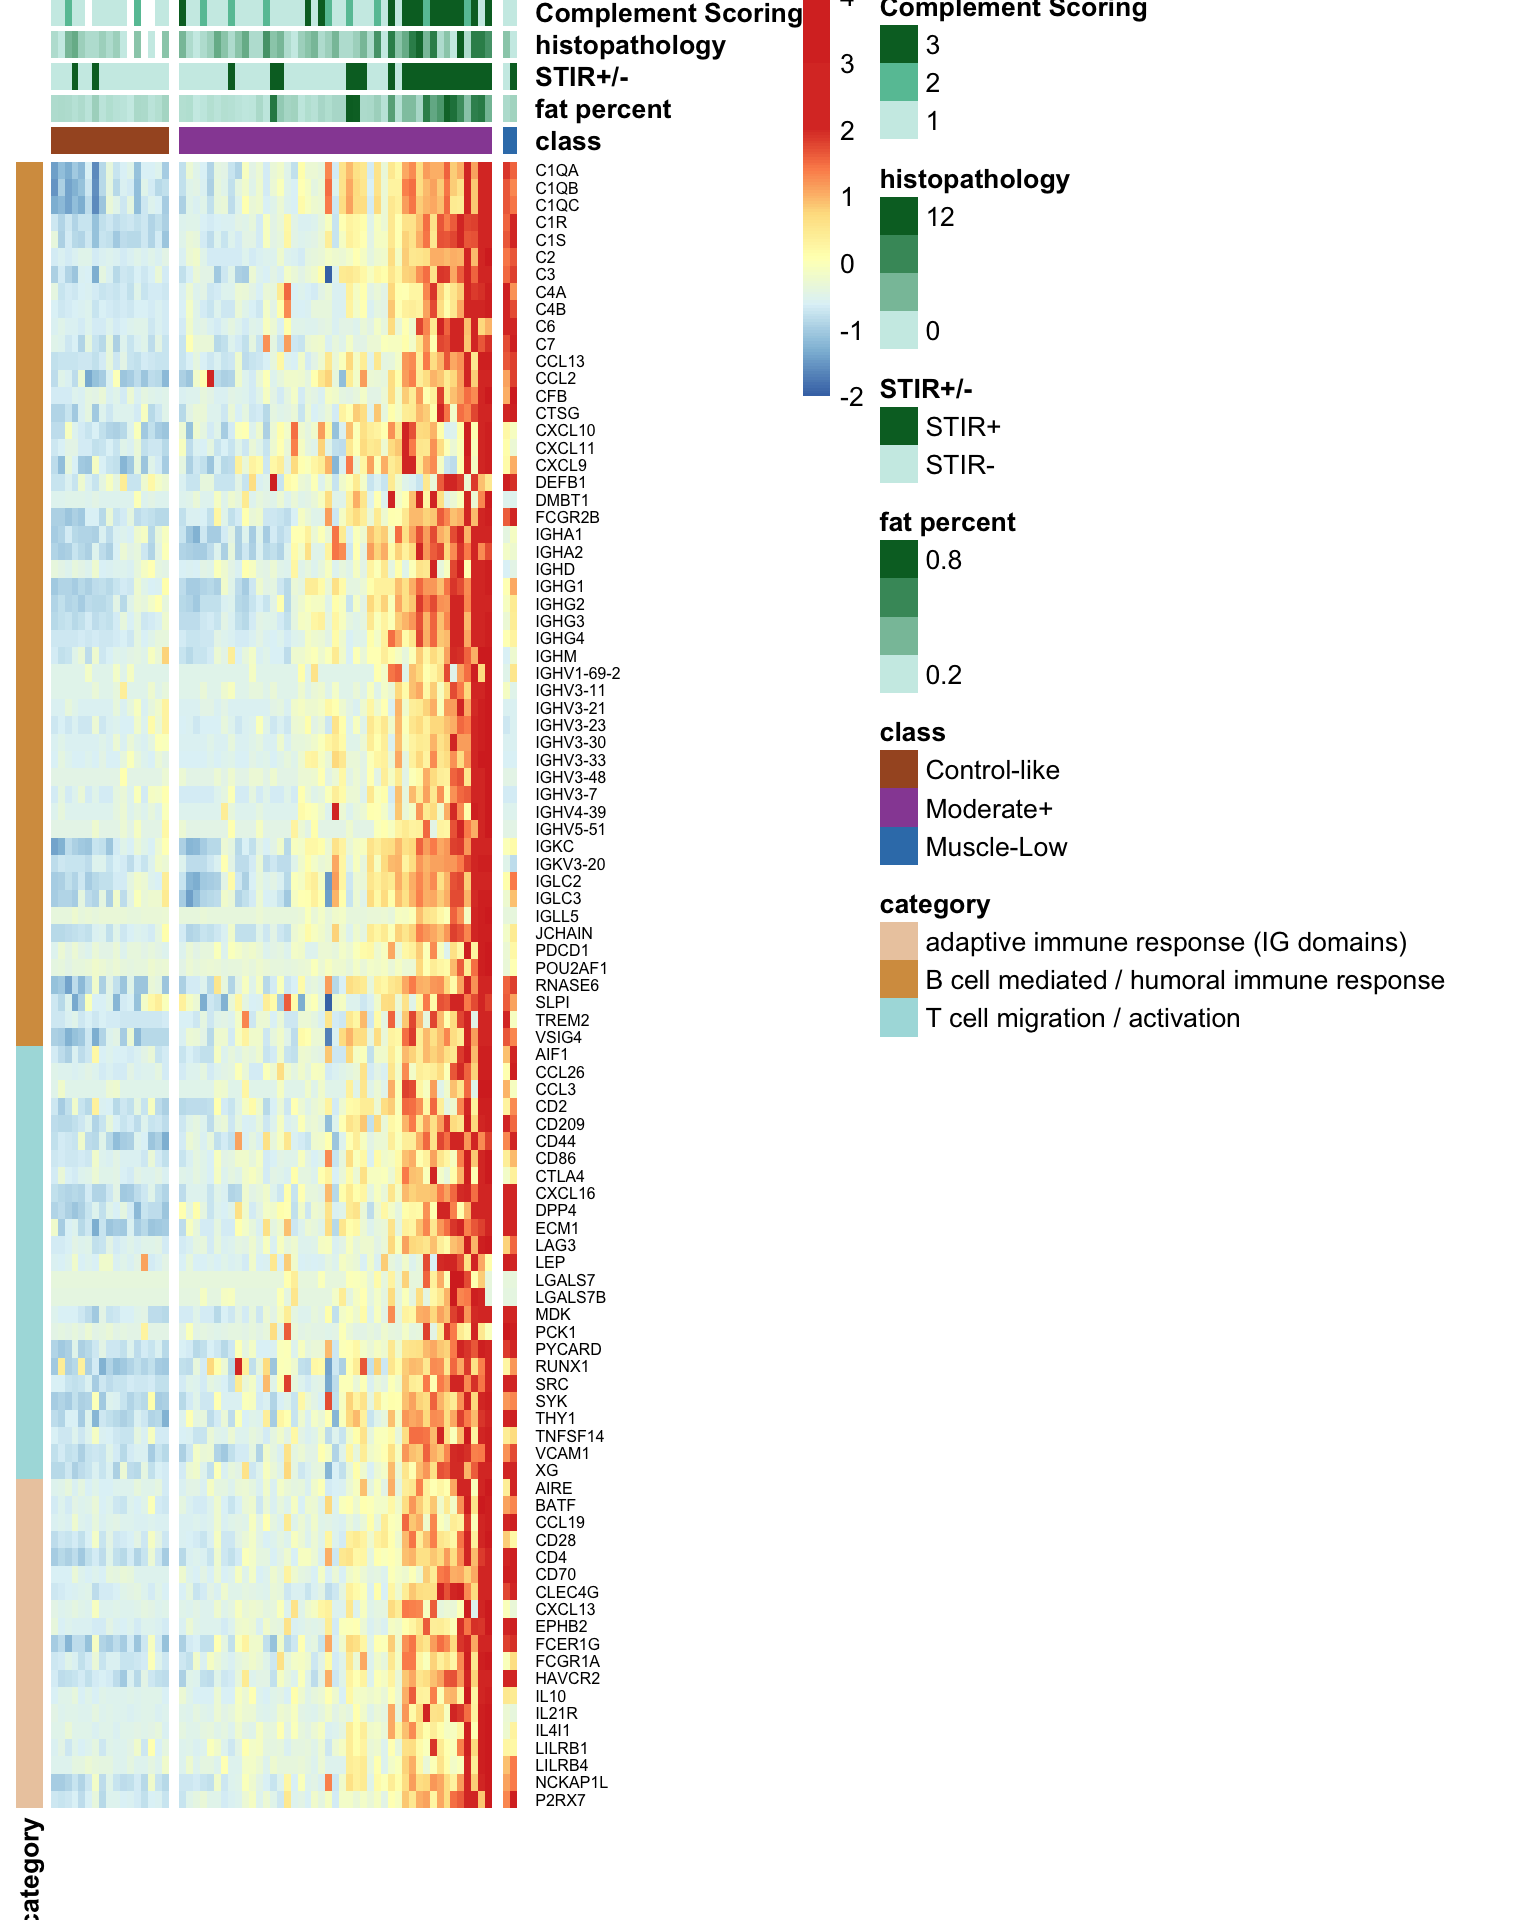 Complement Scoring
histopathology
STIR+/-
fat percent
class
C1QA
C1QB
C1QC
C1R
C1S
C2
C3
C4A
C4B
C6
C7
CCL13
CCL2
CFB
CTSG
CXCL10
CXCL11
CXCL9
DEFB1
DMBT1
FCGR2B
IGHA1
IGHA2
IGHD
IGHG1
IGHG2
IGHG3
IGHG4
IGHM
IGHV1-69-2
IGHV3-11
IGHV3-21
IGHV3-23
IGHV3-30
IGHV3-33
IGHV3-48
IGHV3-7
IGHV4-39
IGHV5-51
IGKC
IGKV3-20
IGLC2
IGLC3
IGLL5
JCHAIN
PDCD1
POU2AF1
RNASE6
SLPI
TREM2
VSIG4
AIF1
CCL26
CCL3
CD2
CD209
CD44
CD86
CTLA4
CXCL16
DPP4
ECM1
LAG3
LEP
LGALS7
LGALS7B
MDK
PCK1
PYCARD
RUNX1
SRC
SYK
THY1
TNFSF14
VCAM1
XG
AIRE
BATF
CCL19
CD28
CD4
CD70
CLEC4G
CXCL13
EPHB2
FCER1G
FCGR1A
HAVCR2
IL10
IL21R
IL4I1
LILRB1
LILRB4
NCKAP1L
P2RX7
category
4
3
2
1
0
-1
-2
Complement Scoring
3
2
1
histopathology
12
0
STIR+/-
STIR+
STIR-
fat percent
0.8
0.2
class
Control-like
Moderate+
Muscle-Low
category
adaptive immune response (IG domains)
B cell mediated / humoral immune response
T cell migration / activation